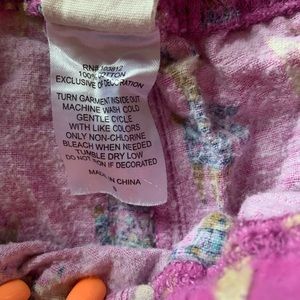 RN# 103812
100% COTTON
EXCLUSIVE OF DECORATION
TURN GARMENT INSIDE OUT
MACHINE WASH COLD
GENTLE CYCLE
WITH LIKE COLORS
ONLY NON-CHLORINE
BLEACH WHEN NEEDED
TUMBLE DRY LOW
DO NOT IRON IF DECORATED
MADE IN CHINA